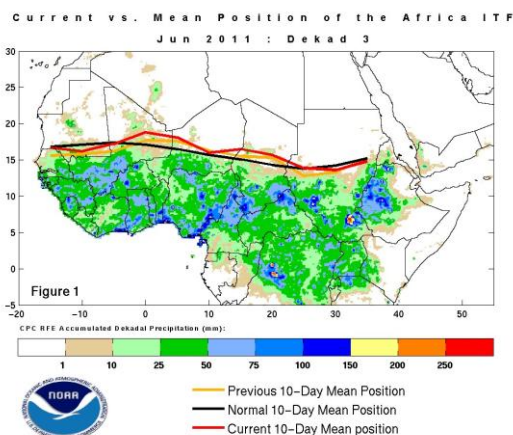 Current vs. Mean Position of the Africa ITF
Jun 2011 : Dekad 3
30
25
20
15
10
5
0
−5
Figure 1
−20 −10 0 10 20 30 40 50
CPC RFE Accumulated Dekadal Precipitation (mm):
1 10 25 50 75 100 150 200 250
NOAA
Previous 10−Day Mean Position
Normal 10−Day Mean position
Current 10−Day Mean Position